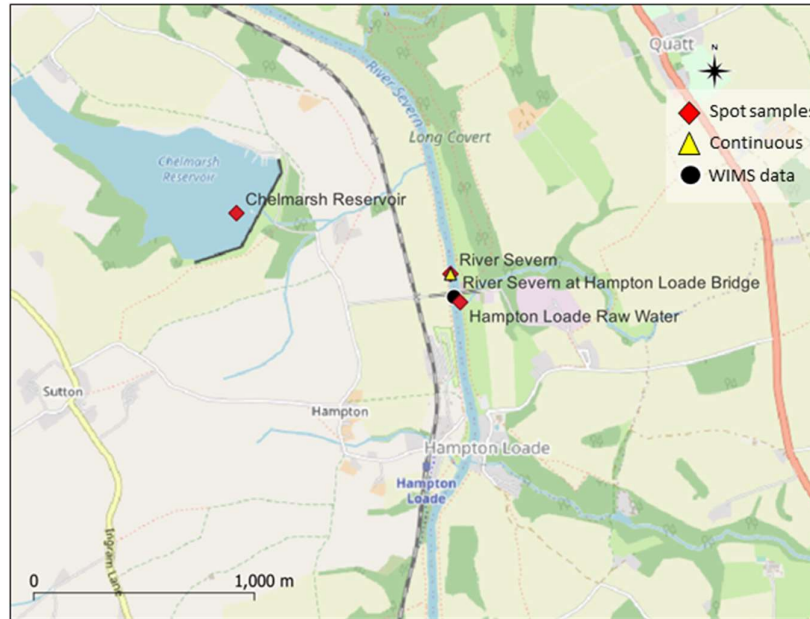 Quatt
N
River Severn
Spot samples
Continuous
WIMS data
Long Covert
Chelmarsh
Reservoir
Chelmarsh Reservoir
River Severn
River Severn at Hampton Loade Bridge
Hampton Loade Raw Water
Sutton
Hampton
Hampton Loade
Hampton
Loade
Ingram Lane
0
1,000 m